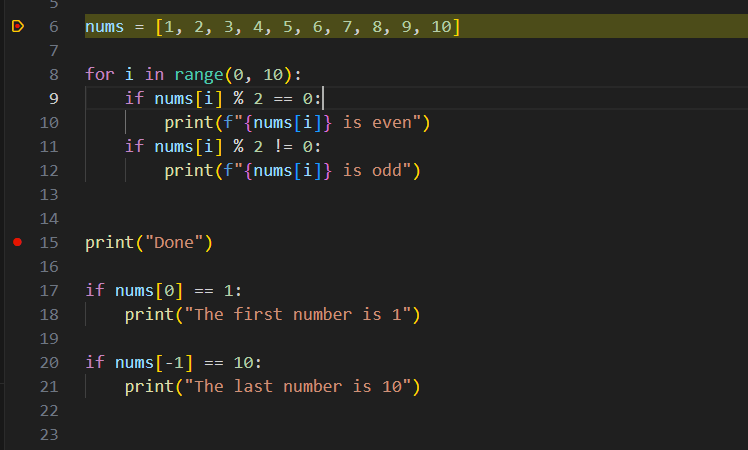 5
6 nums = [1, 2, 3, 4, 5, 6, 7, 8, 9, 10]
7
8 for i in range(0, 10):
9     if nums[i] % 2 == 0:
10         print(f"{nums[i]} is even")
11     if nums[i] % 2 != 0:
12         print(f"{nums[i]} is odd")
13
14
15 print("Done")
16
17 if nums[0] == 1:
18     print("The first number is 1")
19
20 if nums[-1] == 10:
21     print("The last number is 10")
22
23